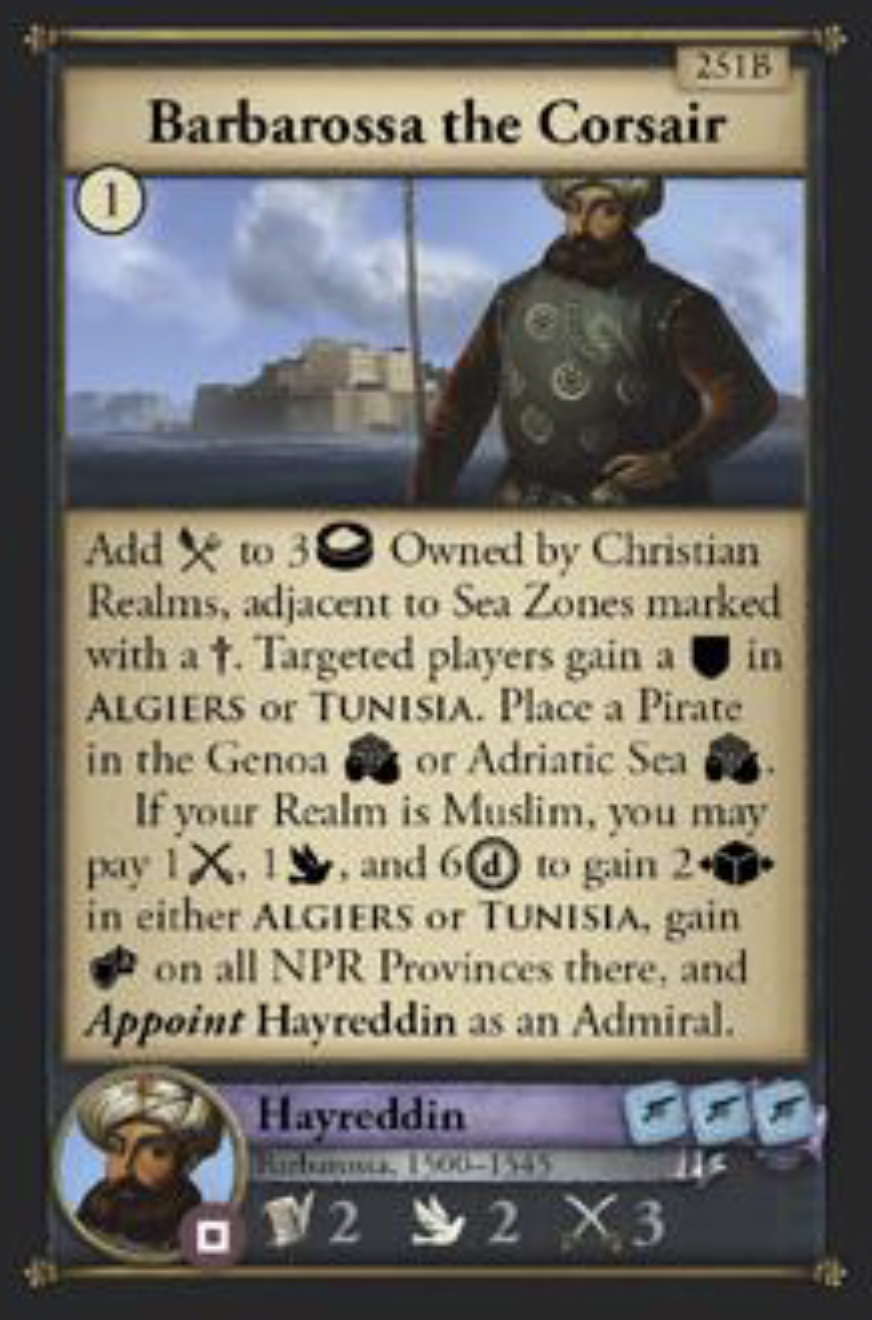 251B
Barbarossa the Corsair
1
Add to 3 Owned by Christian
Realms, adjacent to Sea Zones marked
with a †. Targeted players gain a in
ALGIERS or TUNISIA. Place a Pirate
in the Genoa or Adriatic Sea .
If your Realm is Muslim, you may
pay 1 , 1 , and 6 d to gain 2
in either ALGIERS or TUNISIA, gain
on all NPR Provinces there, and
Appoint Hayreddin as an Admiral.
Hayreddin
Barbarossa, 1500–1545
2 2 3